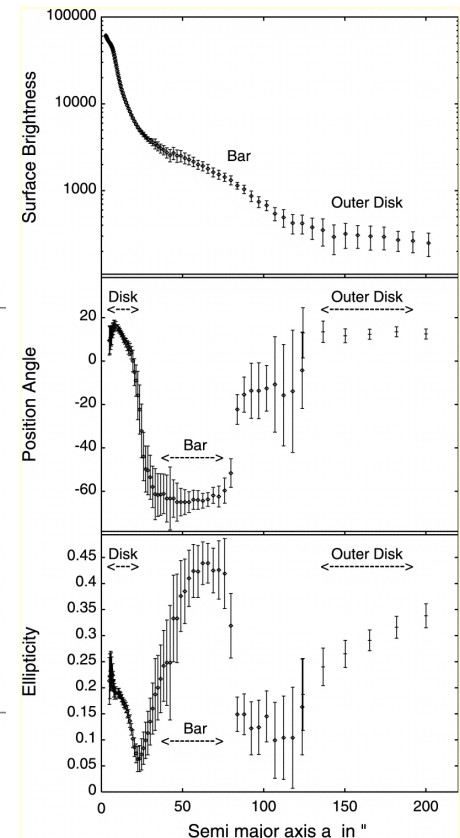 100000
10000
1000
Surface Brightness
Bar
Outer Disk
Disk
Outer Disk
20
0
-20
-40
-60
Position Angle
Bar
Disk
Outer Disk
0.45
0.4
0.35
0.3
0.25
0.2
0.15
0.1
0.05
0
Ellipticity
Bar
0 50 100 150 200
Semi major axis a in "